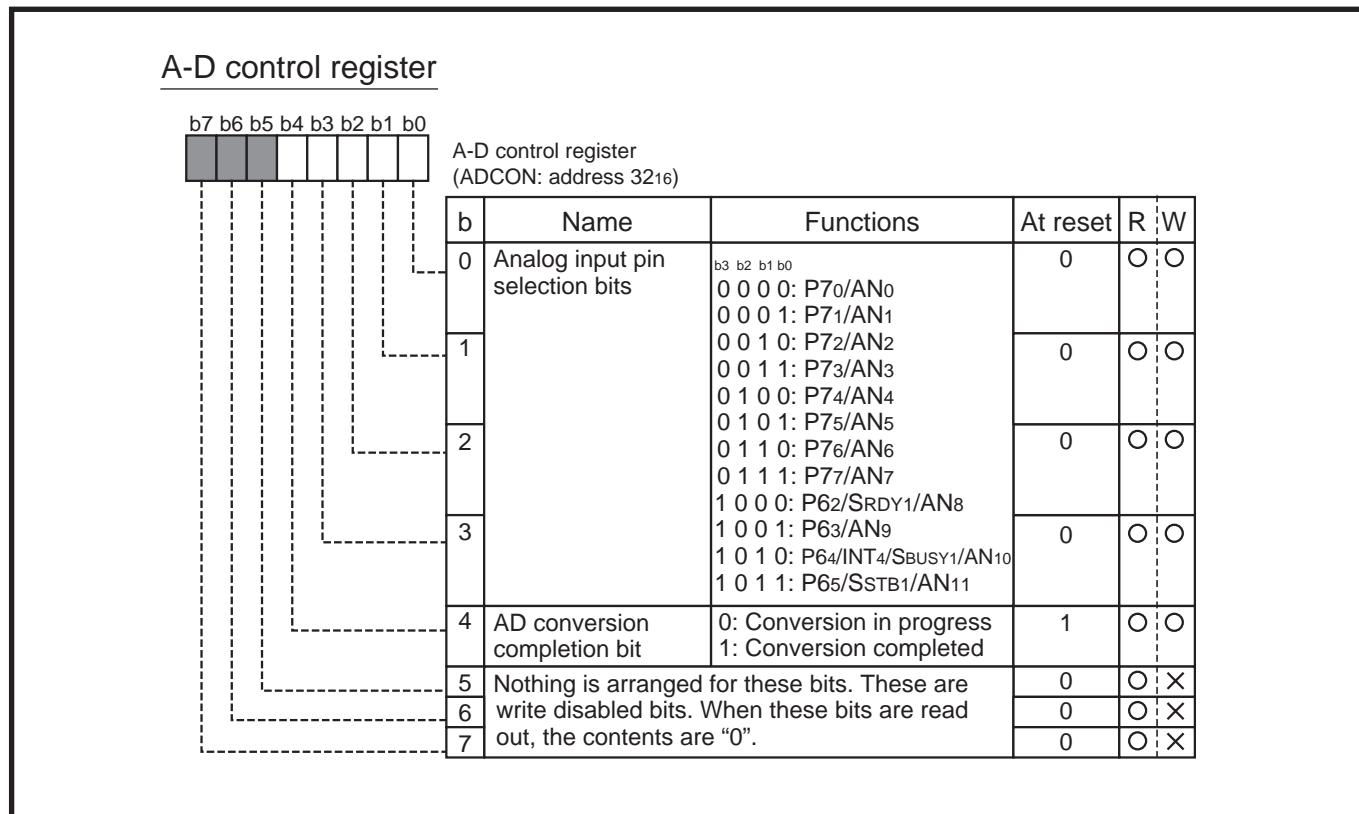 A-D control register
b7 b6 b5 b4 b3 b2 b1 b0
A-D control register
(ADCON: address 3216)
b Name Functions At reset R W
0 Analog input pin selection bits 0 ○ ○
b3 b2 b1 b0
0 0 0 0: P70/AN0
0 0 0 1: P71/AN1
0 0 1 0: P72/AN2
1 0 ○ ○
0 0 1 1: P73/AN3
0 1 0 0: P74/AN4
0 1 0 1: P75/AN5
2 0 ○ ○
0 1 1 0: P76/AN6
0 1 1 1: P77/AN7
1 0 0 0: P62/SRDY1/AN8
3 0 ○ ○
1 0 0 1: P63/AN9
1 0 1 0: P64/INT4/SBUSY1/AN10
1 0 1 1: P65/SSTB1/AN11
4 AD conversion completion bit 0: Conversion in progress 1 ○ ○
1: Conversion completed
5 Nothing is arranged for these bits. These are 0 ○ ×
6 write disabled bits. When these bits are read 0 ○ ×
7 out, the contents are “0”. 0 ○ ×